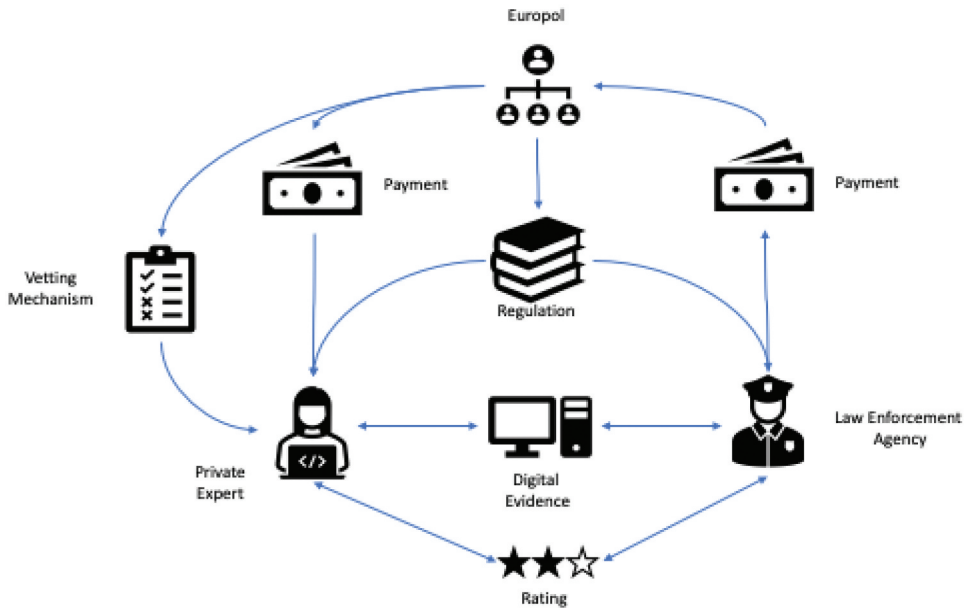 Europol
Payment
Payment
Vetting
Mechanism
Regulation
Law Enforcement
Agency
Private
Expert
</>
Digital
Evidence
Rating